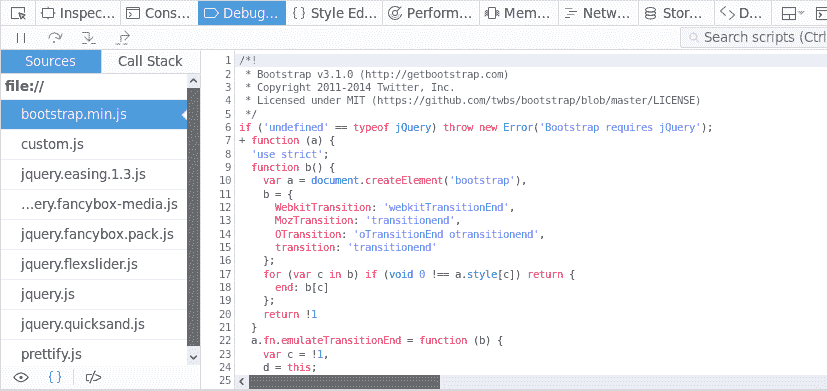 Inspec... Cons... Debug... Style Ed... Perform... Mem... Netw... Stor... D...
Search scripts (Ctrl
Sources Call Stack
file://
bootstrap.min.js
custom.js
jquery.easing.1.3.js
...ery.fancybox-media.js
jquery.fancybox.pack.js
jquery.flexslider.js
jquery.js
jquery.quicksand.js
prettify.js
1 /*!
2 * Bootstrap v3.1.0 (http://getbootstrap.com)
3 * Copyright 2011-2014 Twitter, Inc.
4 * Licensed under MIT (https://github.com/twbs/bootstrap/blob/master/LICENSE)
5 */
6 if ('undefined' == typeof jQuery) throw new Error('Bootstrap requires jQuery');
7 + function (a) {
8 'use strict';
9 function b() {
10 var a = document.createElement('bootstrap'),
11 b = {
12 WebkitTransition: 'webkitTransitionEnd',
13 MozTransition: 'transitionend',
14 OTransition: 'oTransitionEnd otransitionend',
15 transition: 'transitionend'
16 };
17 for (var c in b) if (void 0 !== a.style[c]) return {
18 end: b[c]
19 };
20 return !1
21 }
22 a.fn.emulateTransitionEnd = function (b) {
23 var c = !1,
24 d = this;
25